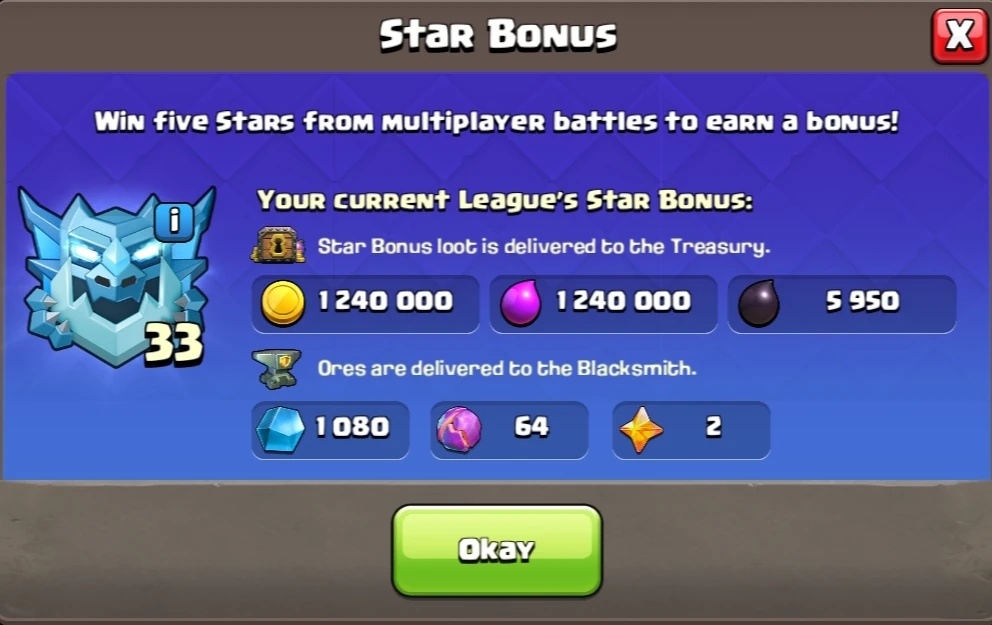 Star Bonus
X
Win five Stars from multiplayer battles to earn a bonus!
i
33
Your current League's Star Bonus:
Star Bonus loot is delivered to the Treasury.
1 240 000 1 240 000 5 950
Ores are delivered to the Blacksmith.
1 080 64 2
Okay